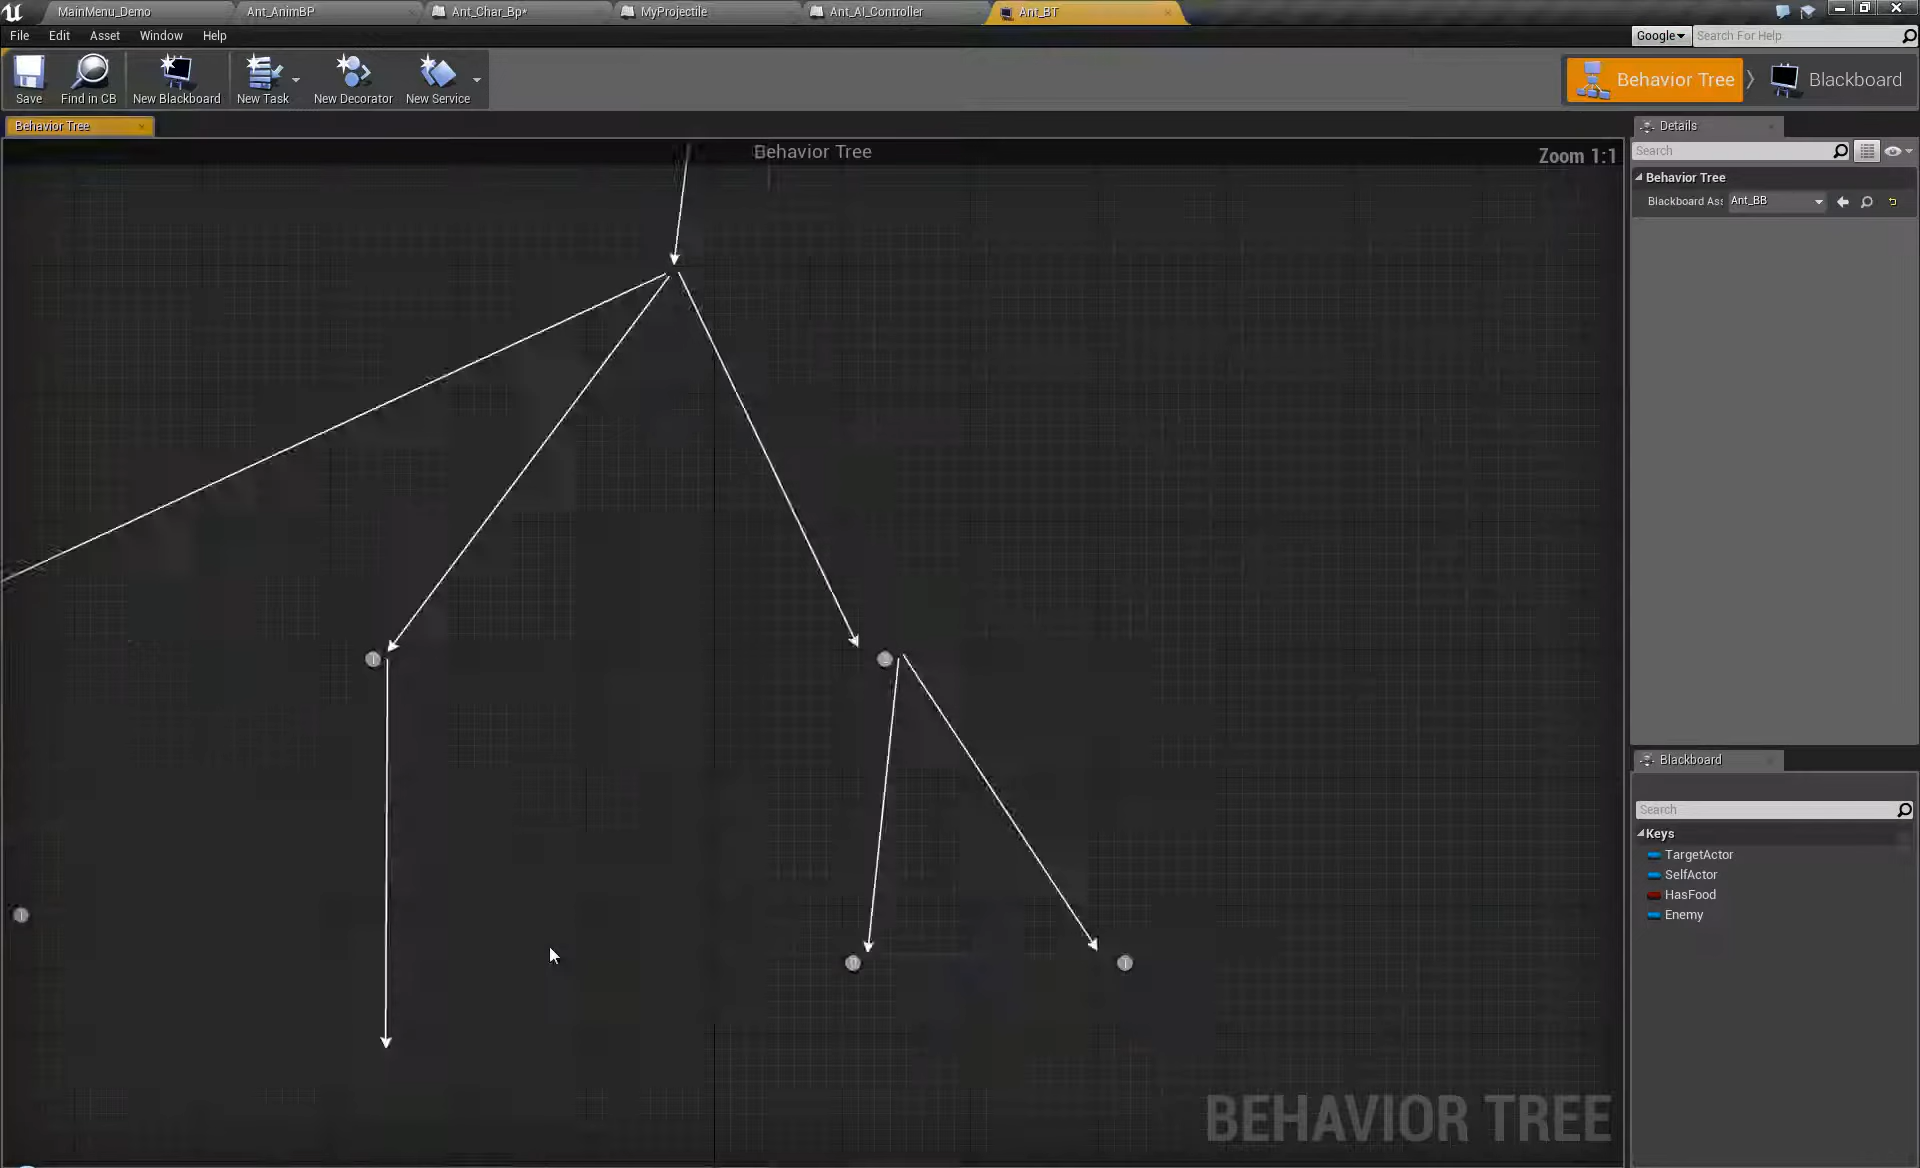 MainMenu_Demo
Ant_AnimBP
Ant_Char_Bp*
MyProjectile
Ant_AI_Controller
Ant_BT
File Edit Asset Window Help
Google
Search For Help
Save
Find in CB
New Blackboard
New Task
New Decorator
New Service
Behavior Tree
Blackboard
Behavior Tree
Details
Behavior Tree
Zoom 1:1
Search
Behavior Tree
Blackboard Ass
Ant_BB
Blackboard
Search
Keys
TargetActor
SelfActor
HasFood
Enemy
BEHAVIOR TREE